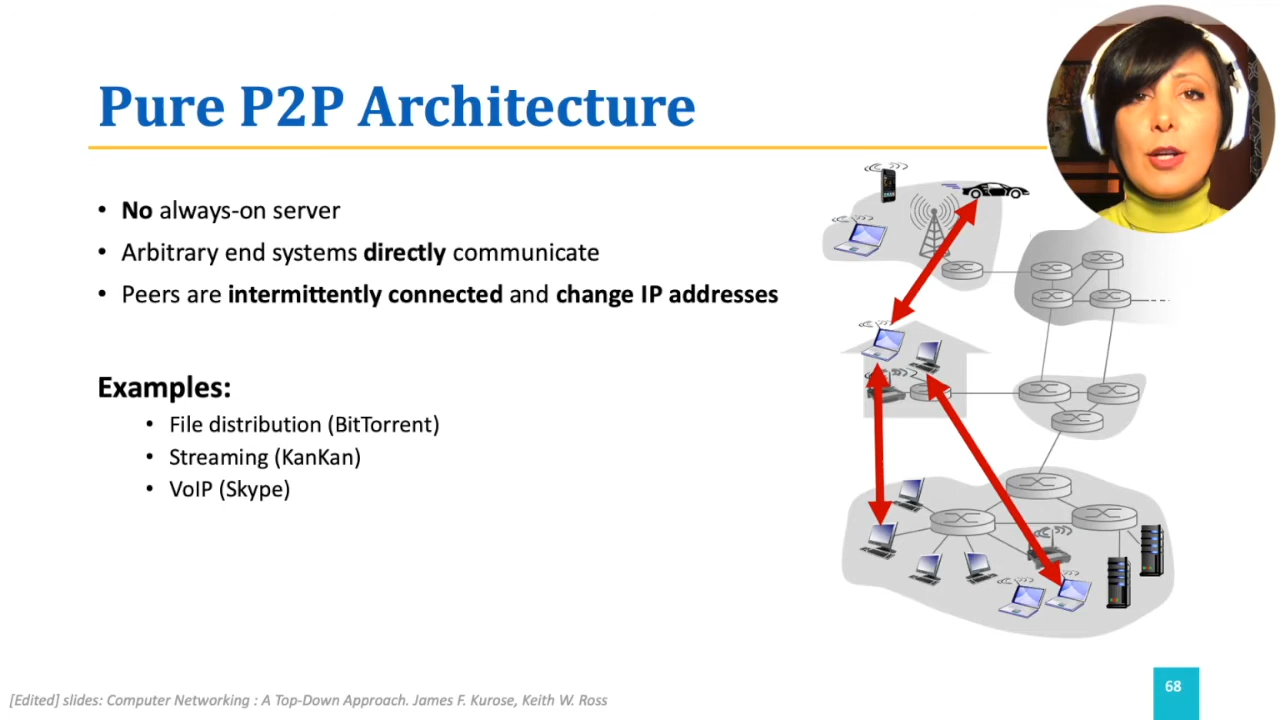 Pure P2P Architecture
• No always-on server
• Arbitrary end systems directly communicate
• Peers are intermittently connected and change IP addresses
Examples:
• File distribution (BitTorrent)
• Streaming (KanKan)
• VoIP (Skype)
[Edited] slides: Computer Networking : A Top-Down Approach. James F. Kurose, Keith W. Ross
68